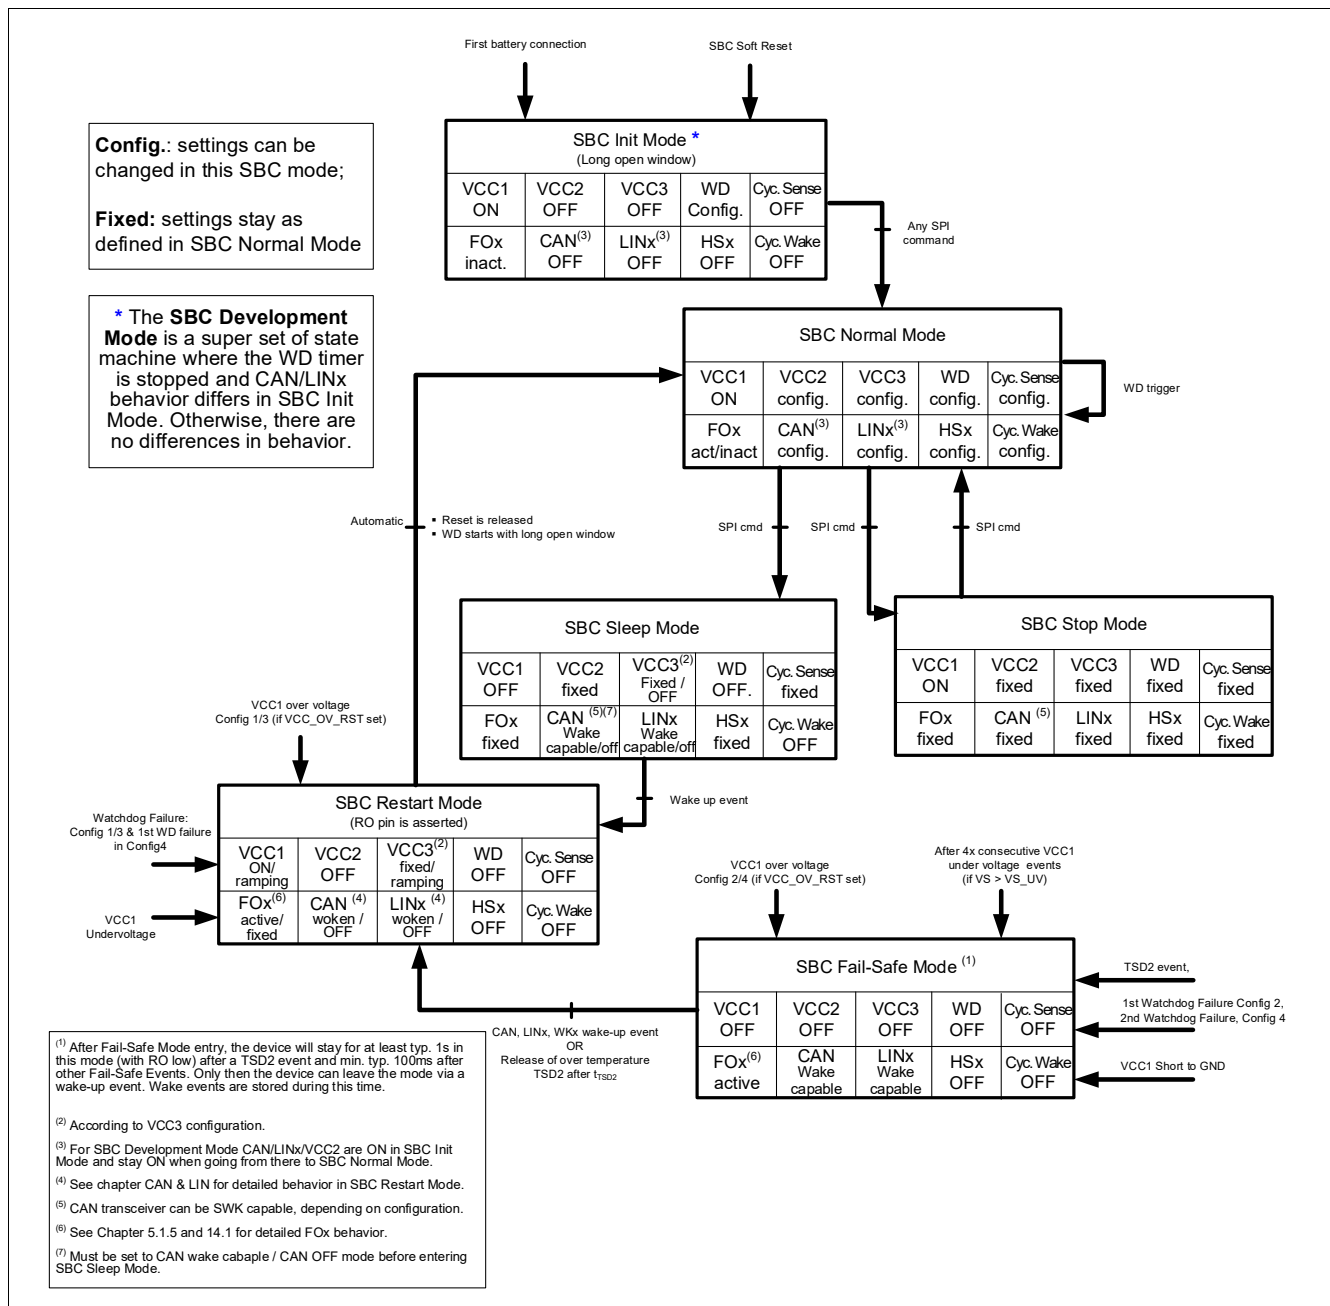 First battery connection
SBC Soft Reset
Config.: settings can be
changed in this SBC mode;
Fixed: settings stay as
defined in SBC Normal Mode
* The SBC Development
Mode is a super set of state
machine where the WD timer
is stopped and CAN/LINx
behavior differs in SBC Init
Mode. Otherwise, there are
no differences in behavior.
SBC Init Mode *
(Long open window)
VCC1 VCC2 VCC3 WD Cyc. Sense
ON OFF OFF Config. OFF
FOx CAN(3) LINx(3) HSx Cyc. Wake
inact. OFF OFF OFF OFF
Any SPI
command
SBC Normal Mode
VCC1 VCC2 VCC3 WD Cyc. Sense
ON config. config. config. config.
FOx CAN(3) LINx(3) HSx Cyc. Wake
act/inact config. config. config. config.
WD trigger
Automatic
▪ Reset is released
▪ WD starts with long open window
SPI cmd
SPI cmd
SPI cmd
SBC Sleep Mode
VCC1 VCC2 VCC3(2) WD Cyc. Sense
OFF fixed Fixed / OFF OFF. fixed
FOx CAN (5)(7) LINx HSx Cyc. Wake
fixed Wake capable/off Wake capable/off fixed OFF
SBC Stop Mode
VCC1 VCC2 VCC3 WD Cyc. Sense
ON fixed fixed fixed fixed
FOx CAN (5) LINx HSx Cyc. Wake
fixed fixed fixed fixed fixed
VCC1 over voltage
Config 1/3 (if VCC_OV_RST set)
Wake up event
Watchdog Failure:
Config 1/3 & 1st WD failure
in Config4
VCC1
Undervoltage
SBC Restart Mode
(RO pin is asserted)
VCC1 VCC2 VCC3(2) WD Cyc. Sense
ON/ ramping OFF fixed/ ramping OFF OFF
FOx(6) CAN (4) LINx (4) HSx Cyc. Wake
active/ fixed woken / OFF woken / OFF OFF OFF
VCC1 over voltage
Config 2/4 (if VCC_OV_RST set)
After 4x consecutive VCC1
under voltage events
(if VS > VS_UV)
SBC Fail-Safe Mode (1)
VCC1 VCC2 VCC3 WD Cyc. Sense
OFF OFF OFF OFF OFF
FOx(6) CAN LINx HSx Cyc. Wake
active Wake capable Wake capable OFF OFF
TSD2 event,
1st Watchdog Failure Config 2,
2nd Watchdog Failure, Config 4
VCC1 Short to GND
CAN, LINx, WKx wake-up event
OR
Release of over temperature
TSD2 after tTSD2
(1) After Fail-Safe Mode entry, the device will stay for at least typ. 1s in
this mode (with RO low) after a TSD2 event and min. typ. 100ms after
other Fail-Safe Events. Only then the device can leave the mode via a
wake-up event. Wake events are stored during this time.
(2) According to VCC3 configuration.
(3) For SBC Development Mode CAN/LINx/VCC2 are ON in SBC Init
Mode and stay ON when going from there to SBC Normal Mode.
(4) See chapter CAN & LIN for detailed behavior in SBC Restart Mode.
(5) CAN transceiver can be SWK capable, depending on configuration.
(6) See Chapter 5.1.5 and 14.1 for detailed FOx behavior.
(7) Must be set to CAN wake cabaple / CAN OFF mode before entering
SBC Sleep Mode.